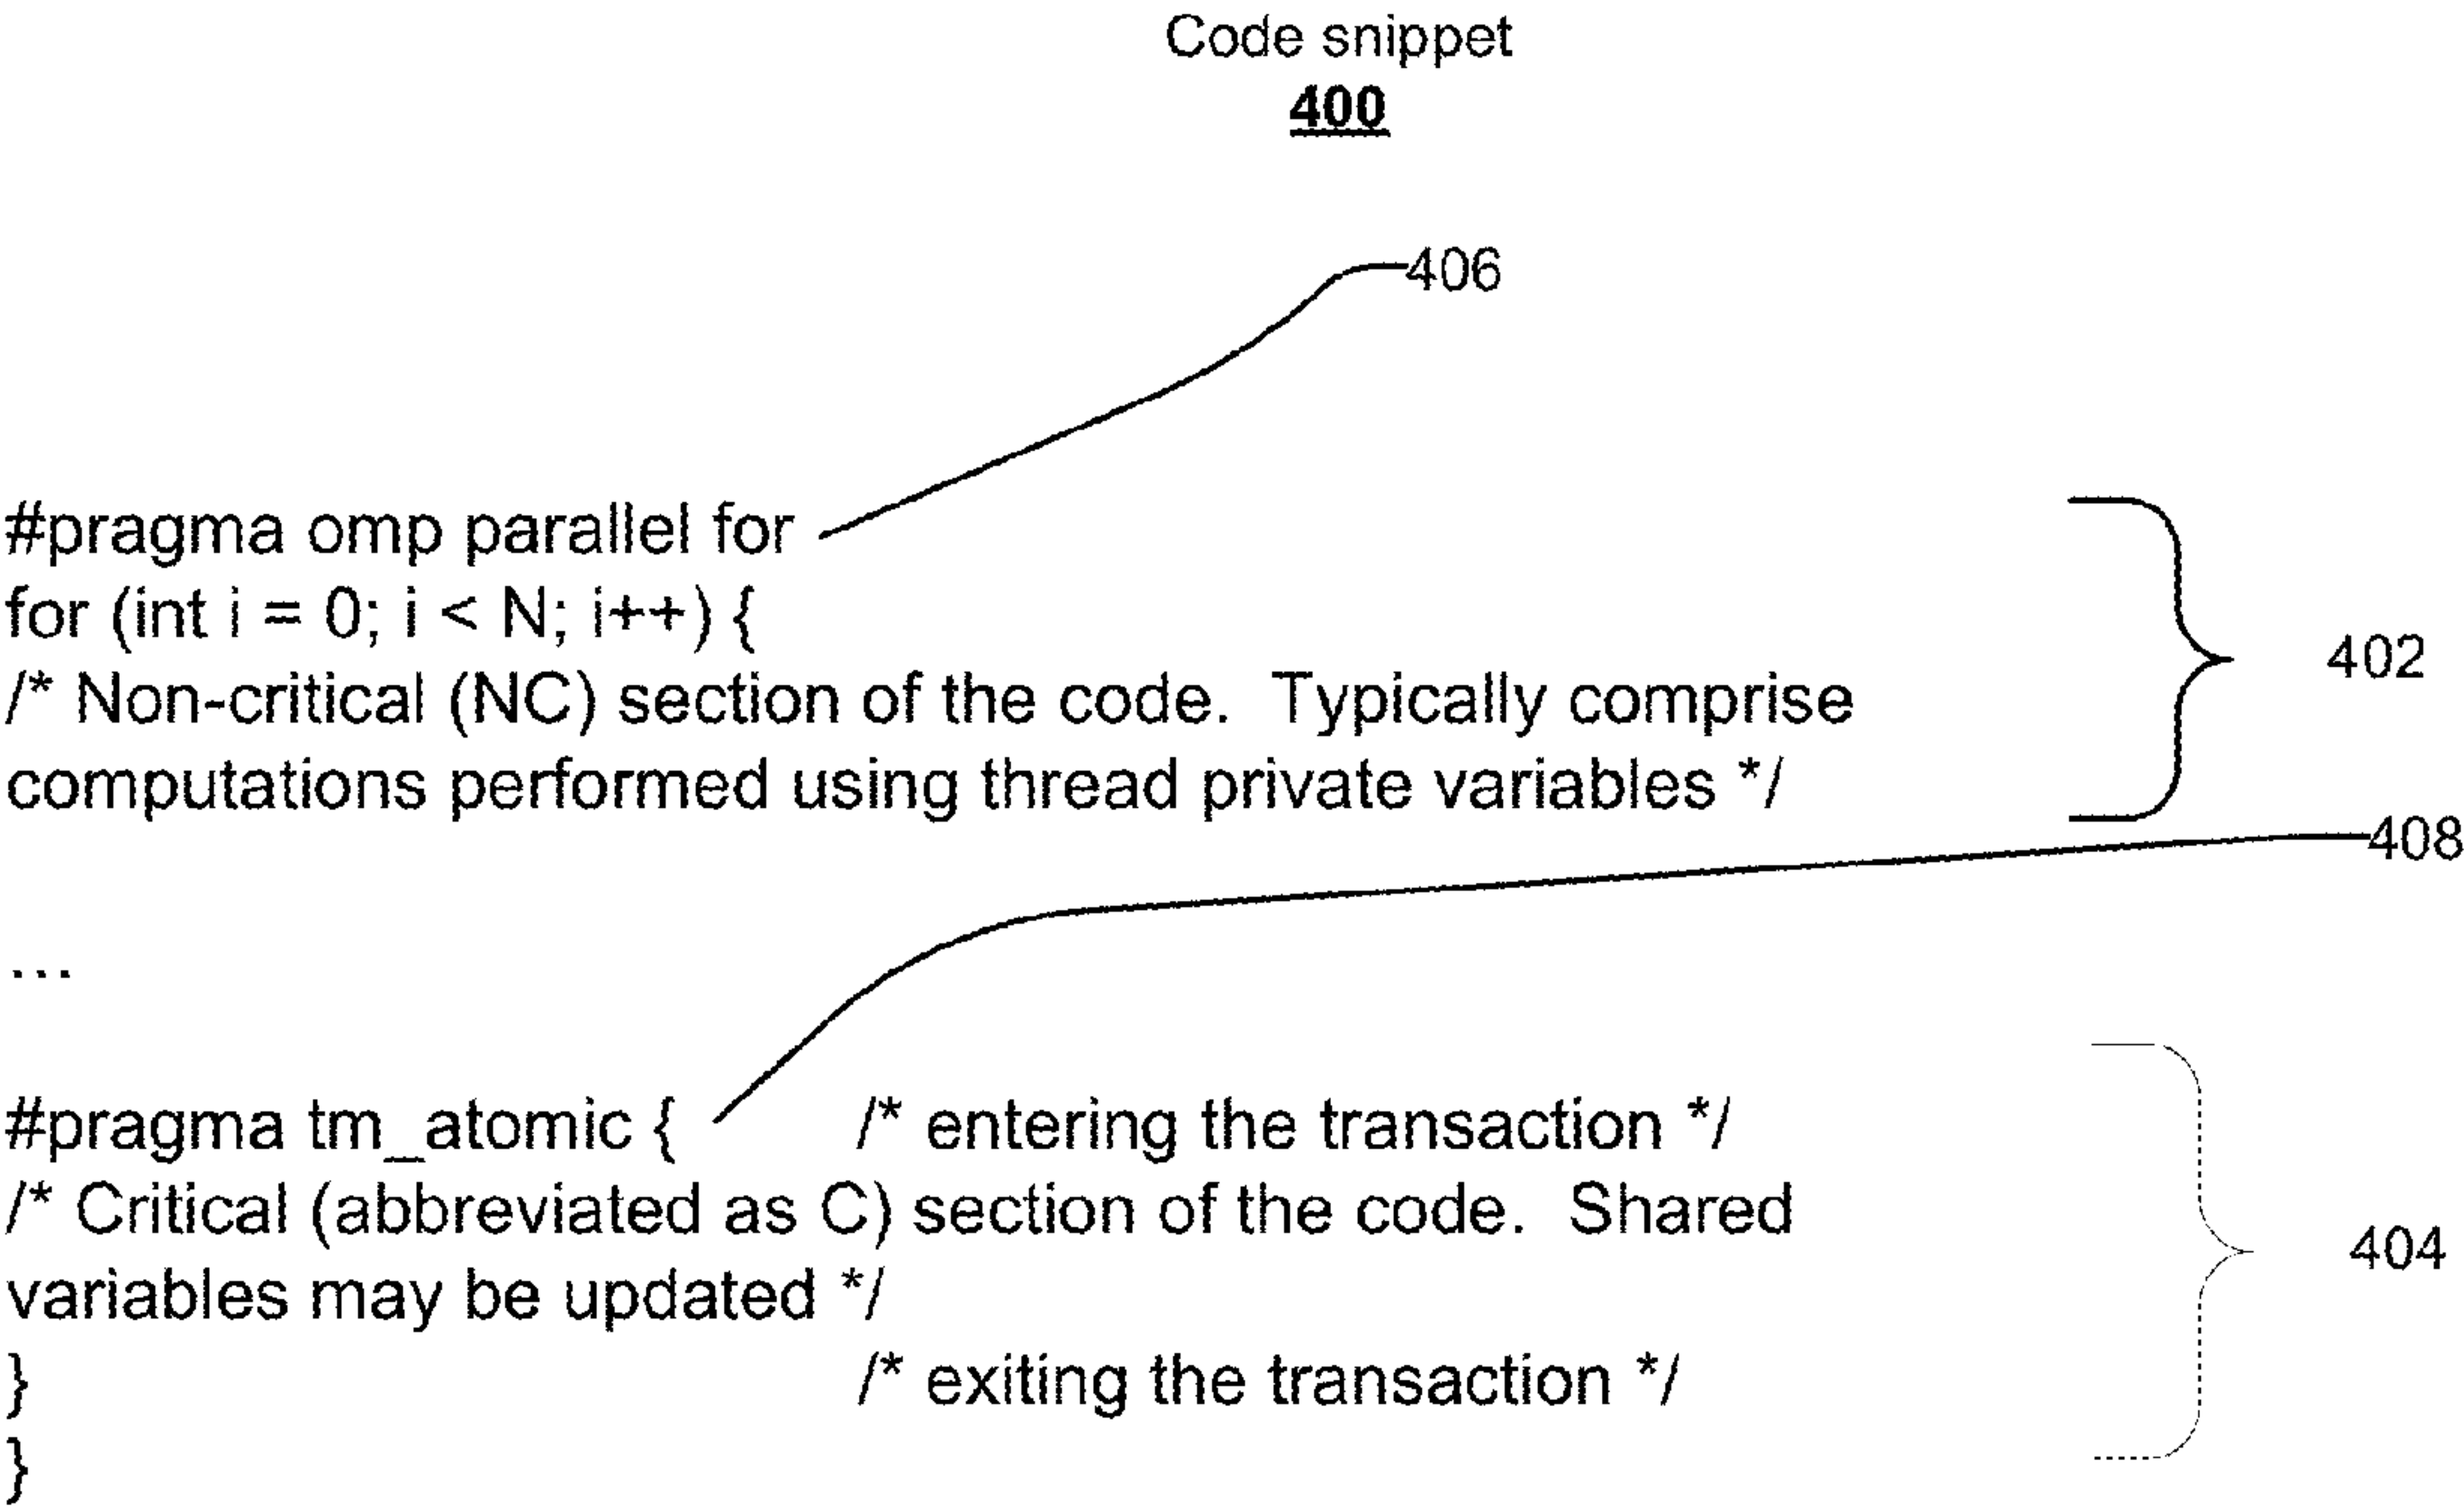 Code snippet
400
406
#pragma omp parallel for
for (int i = 0; i < N; i++) {
/* Non-critical (NC) section of the code.  Typically comprise
computations performed using thread private variables */
402
408
...
#pragma tm_atomic {          /* entering the transaction */
/* Critical (abbreviated as C) section of the code.  Shared
variables may be updated */
404
}          /* exiting the transaction */
}